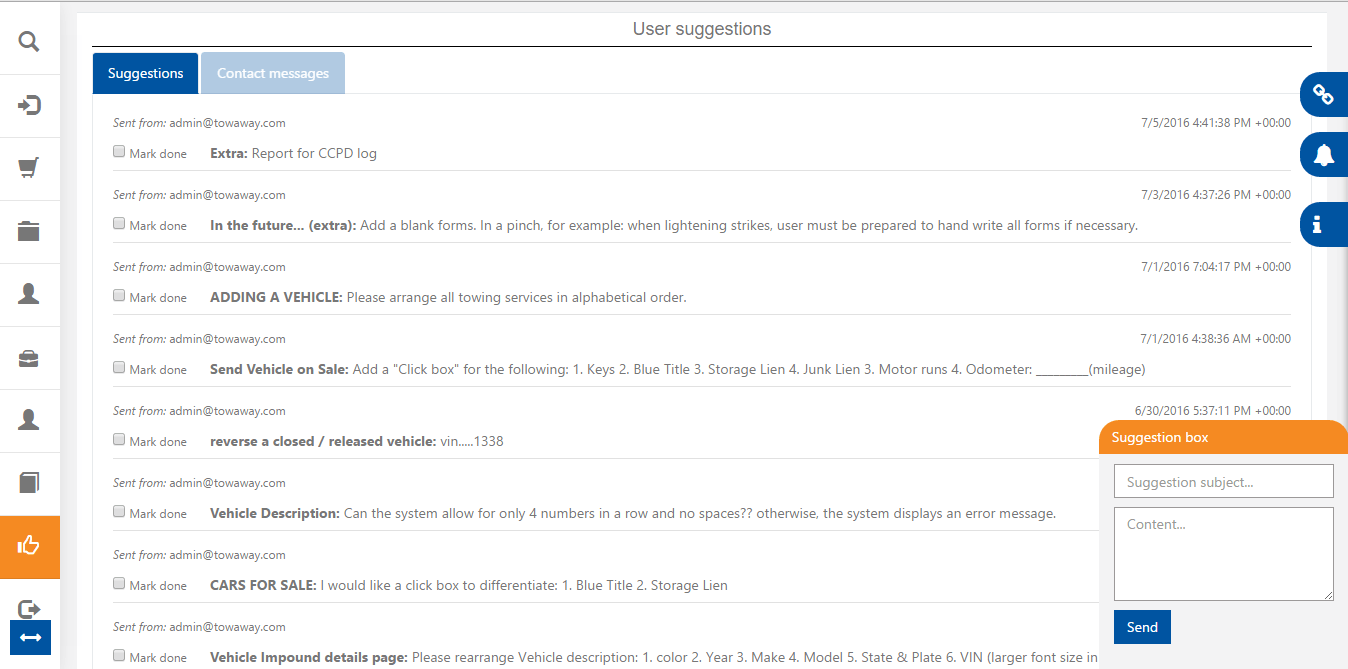 User suggestions
Suggestions Contact messages
Sent from: admin@towaway.com 7/5/2016 4:41:38 PM +00:00
Mark done Extra: Report for CCPD log
Sent from: admin@towaway.com 7/3/2016 4:37:26 PM +00:00
Mark done In the future... (extra): Add a blank forms. In a pinch, for example: when lightening strikes, user must be prepared to hand write all forms if necessary.
Sent from: admin@towaway.com 7/1/2016 7:04:17 PM +00:00
Mark done ADDING A VEHICLE: Please arrange all towing services in alphabetical order.
Sent from: admin@towaway.com 7/1/2016 4:38:36 AM +00:00
Mark done Send Vehicle on Sale: Add a "Click box" for the following: 1. Keys 2. Blue Title 3. Storage Lien 4. Junk Lien 3. Motor runs 4. Odometer: _________(mileage)
Sent from: admin@towaway.com 6/30/2016 5:37:11 PM +00:00
Mark done reverse a closed / released vehicle: vin.....1338
Sent from: admin@towaway.com
Mark done Vehicle Description: Can the system allow for only 4 numbers in a row and no spaces?? otherwise, the system displays an error message.
Sent from: admin@towaway.com
Mark done CARS FOR SALE: I would like a click box to differentiate: 1. Blue Title 2. Storage Lien
Sent from: admin@towaway.com
Mark done Vehicle Impound details page: Please rearrange Vehicle description: 1. color 2. Year 3. Make 4. Model 5. State & Plate 6. VIN (larger font size in
Suggestion box
Suggestion subject...
Content...
Send